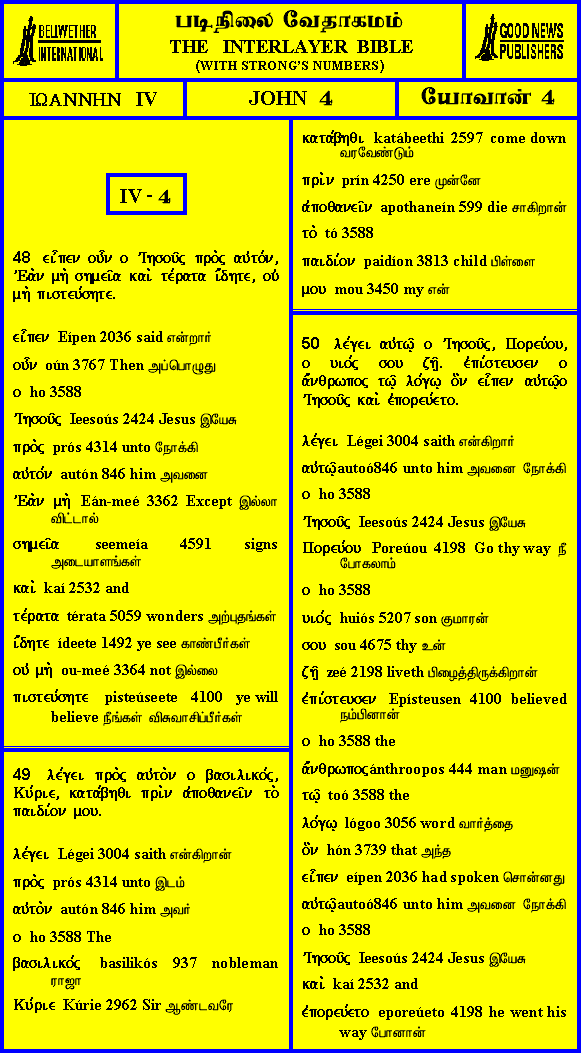 BELLWETHER
INTERNATIONAL
படிநிலை வேதாகமம்
THE INTERLAYER BIBLE
(WITH STRONG'S NUMBERS)
GOOD NEWS
PUBLISHERS
ΙΩΑΝΝΗΝ IV
JOHN 4
யோவான் 4
IV - 4
48 εἶπεν οὖν ο Ἰησοῦς πρὸς αὐτόν,
Ἐὰν μὴ σημεῖα καὶ τέρατα ἴδητε, οὐ
μὴ πιστεύσητε.
εἶπεν Eípen 2036 said என்றார்
οὖν oún 3767 Then அப்பொழுது
ο ho 3588
Ἰησοῦς Ieesoús 2424 Jesus இயேசு
πρὸς prós 4314 unto நோக்கி
αὐτόν autón 846 him அவனை
Ἐὰν μὴ Eán-meé 3362 Except இல்லா
விட்டால்
σημεῖα seemeía 4591 signs
அடையாளங்கள்
καὶ kaí 2532 and
τέρατα térata 5059 wonders அற்புதங்கள்
ἴδητε ídeete 1492 ye see காண்பீர்கள்
οὐ μὴ ou-meé 3364 not இல்லை
πιστεύσητε pisteúseete 4100 ye will
believe நீங்கள் விசுவாசிப்பீர்கள்
49 λέγει πρὸς αὐτὸν ο βασιλικός,
Κύριε, κατάβηθι πρὶν ἀποθανεῖν τὸ
παιδίον μου.
λέγει Légei 3004 saith என்கிறான்
πρὸς prós 4314 unto இடம்
αὐτὸν autón 846 him அவர்
ο ho 3588 The
βασιλικός basilikós 937 nobleman
ராஜா
Κύριε Kúrie 2962 Sir ஆண்டவரே
κατάβηθι katábeethi 2597 come down
வரவேண்டும்
πρὶν prín 4250 ere முன்னே
ἀποθανεῖν apothaneín 599 die சாகிறான்
τὸ tó 3588
παιδίον paidíon 3813 child பிள்ளை
μου mou 3450 my என்
50 λέγει αὐτῷ ο Ἰησοῦς, Πορεύου,
ο υιός σου ζῇ. ἐπίστευσεν ο
ἄνθρωπος τῷ λόγῳ ὃν εἶπεν αὐτῷο
Ἰησοῦς καὶ ἐπορεύετο.
λέγει Légei 3004 saith என்கிறார்
αὐτῷautoó846 unto him அவனை நோக்கி
ο ho 3588
Ἰησοῦς Ieesoús 2424 Jesus இயேசு
Πορεύου Poreúou 4198 Go thy way நீ
போகலாம்
ο ho 3588
υιός huiós 5207 son குமாரன்
σου sou 4675 thy உன்
ζῇ zeé 2198 liveth பிழைத்திருக்கிறான்
ἐπίστευσεν Epísteusen 4100 believed
நம்பினான்
ο ho 3588 the
ἄνθρωποςánthroopos 444 man மனுஷன்
τῷ toó 3588 the
λόγῳ lógoo 3056 word வார்த்தை
ὃν hón 3739 that அந்த
εἶπεν eípen 2036 had spoken சொன்னது
αὐτῷautoó846 unto him அவனை நோக்கி
ο ho 3588
Ἰησοῦς Ieesoús 2424 Jesus இயேசு
καὶ kaí 2532 and
ἐπορεύετο eporeúeto 4198 he went his
way போனான்